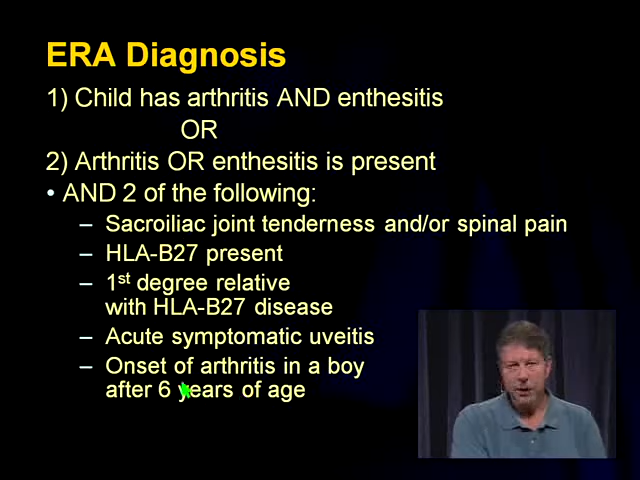 ERA Diagnosis
1) Child has arthritis AND enthesitis
OR
2) Arthritis OR enthesitis is present
• AND 2 of the following:
– Sacroiliac joint tenderness and/or spinal pain
– HLA-B27 present
– 1st degree relative
with HLA-B27 disease
– Acute symptomatic uveitis
– Onset of arthritis in a boy
after 6 years of age